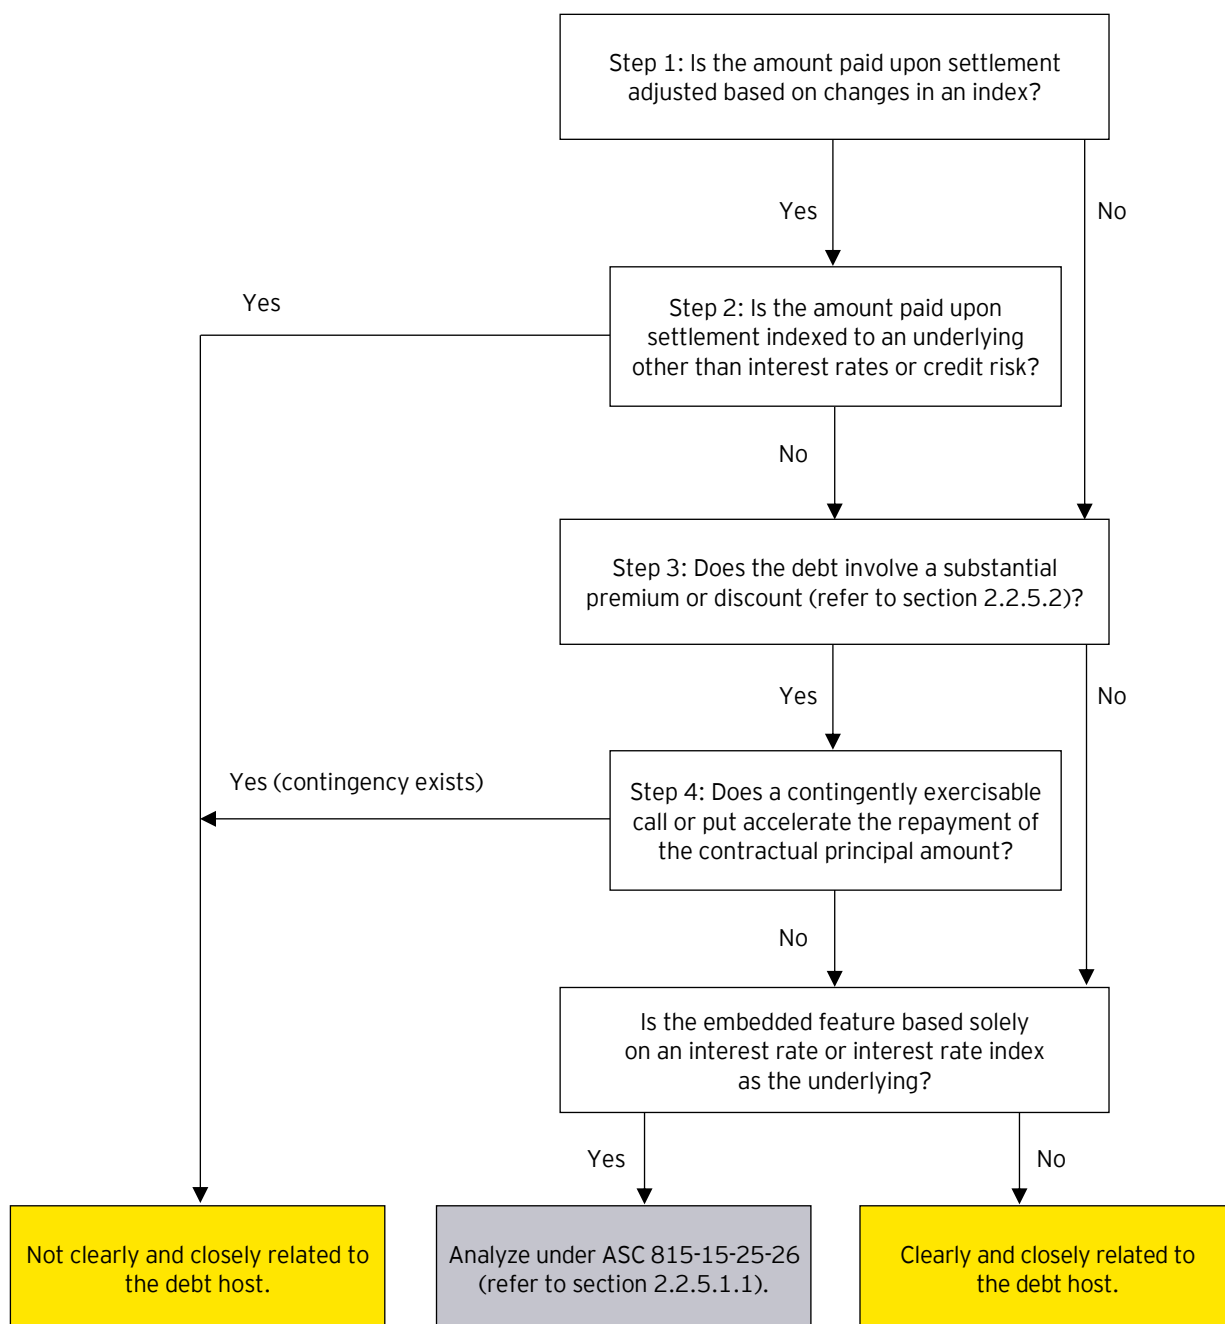 Step 1: Is the amount paid upon settlement
adjusted based on changes in an index?
Yes
No
Yes
Step 2: Is the amount paid upon
settlement indexed to an underlying
other than interest rates or credit risk?
No
Step 3: Does the debt involve a substantial
premium or discount (refer to section 2.2.5.2)?
Yes
No
Yes (contingency exists)
Step 4: Does a contingently exercisable
call or put accelerate the repayment of
the contractual principal amount?
No
Is the embedded feature based solely
on an interest rate or interest rate index
as the underlying?
Yes
No
Not clearly and closely related to
the debt host.
Analyze under ASC 815-15-25-26
(refer to section 2.2.5.1.1).
Clearly and closely related to
the debt host.